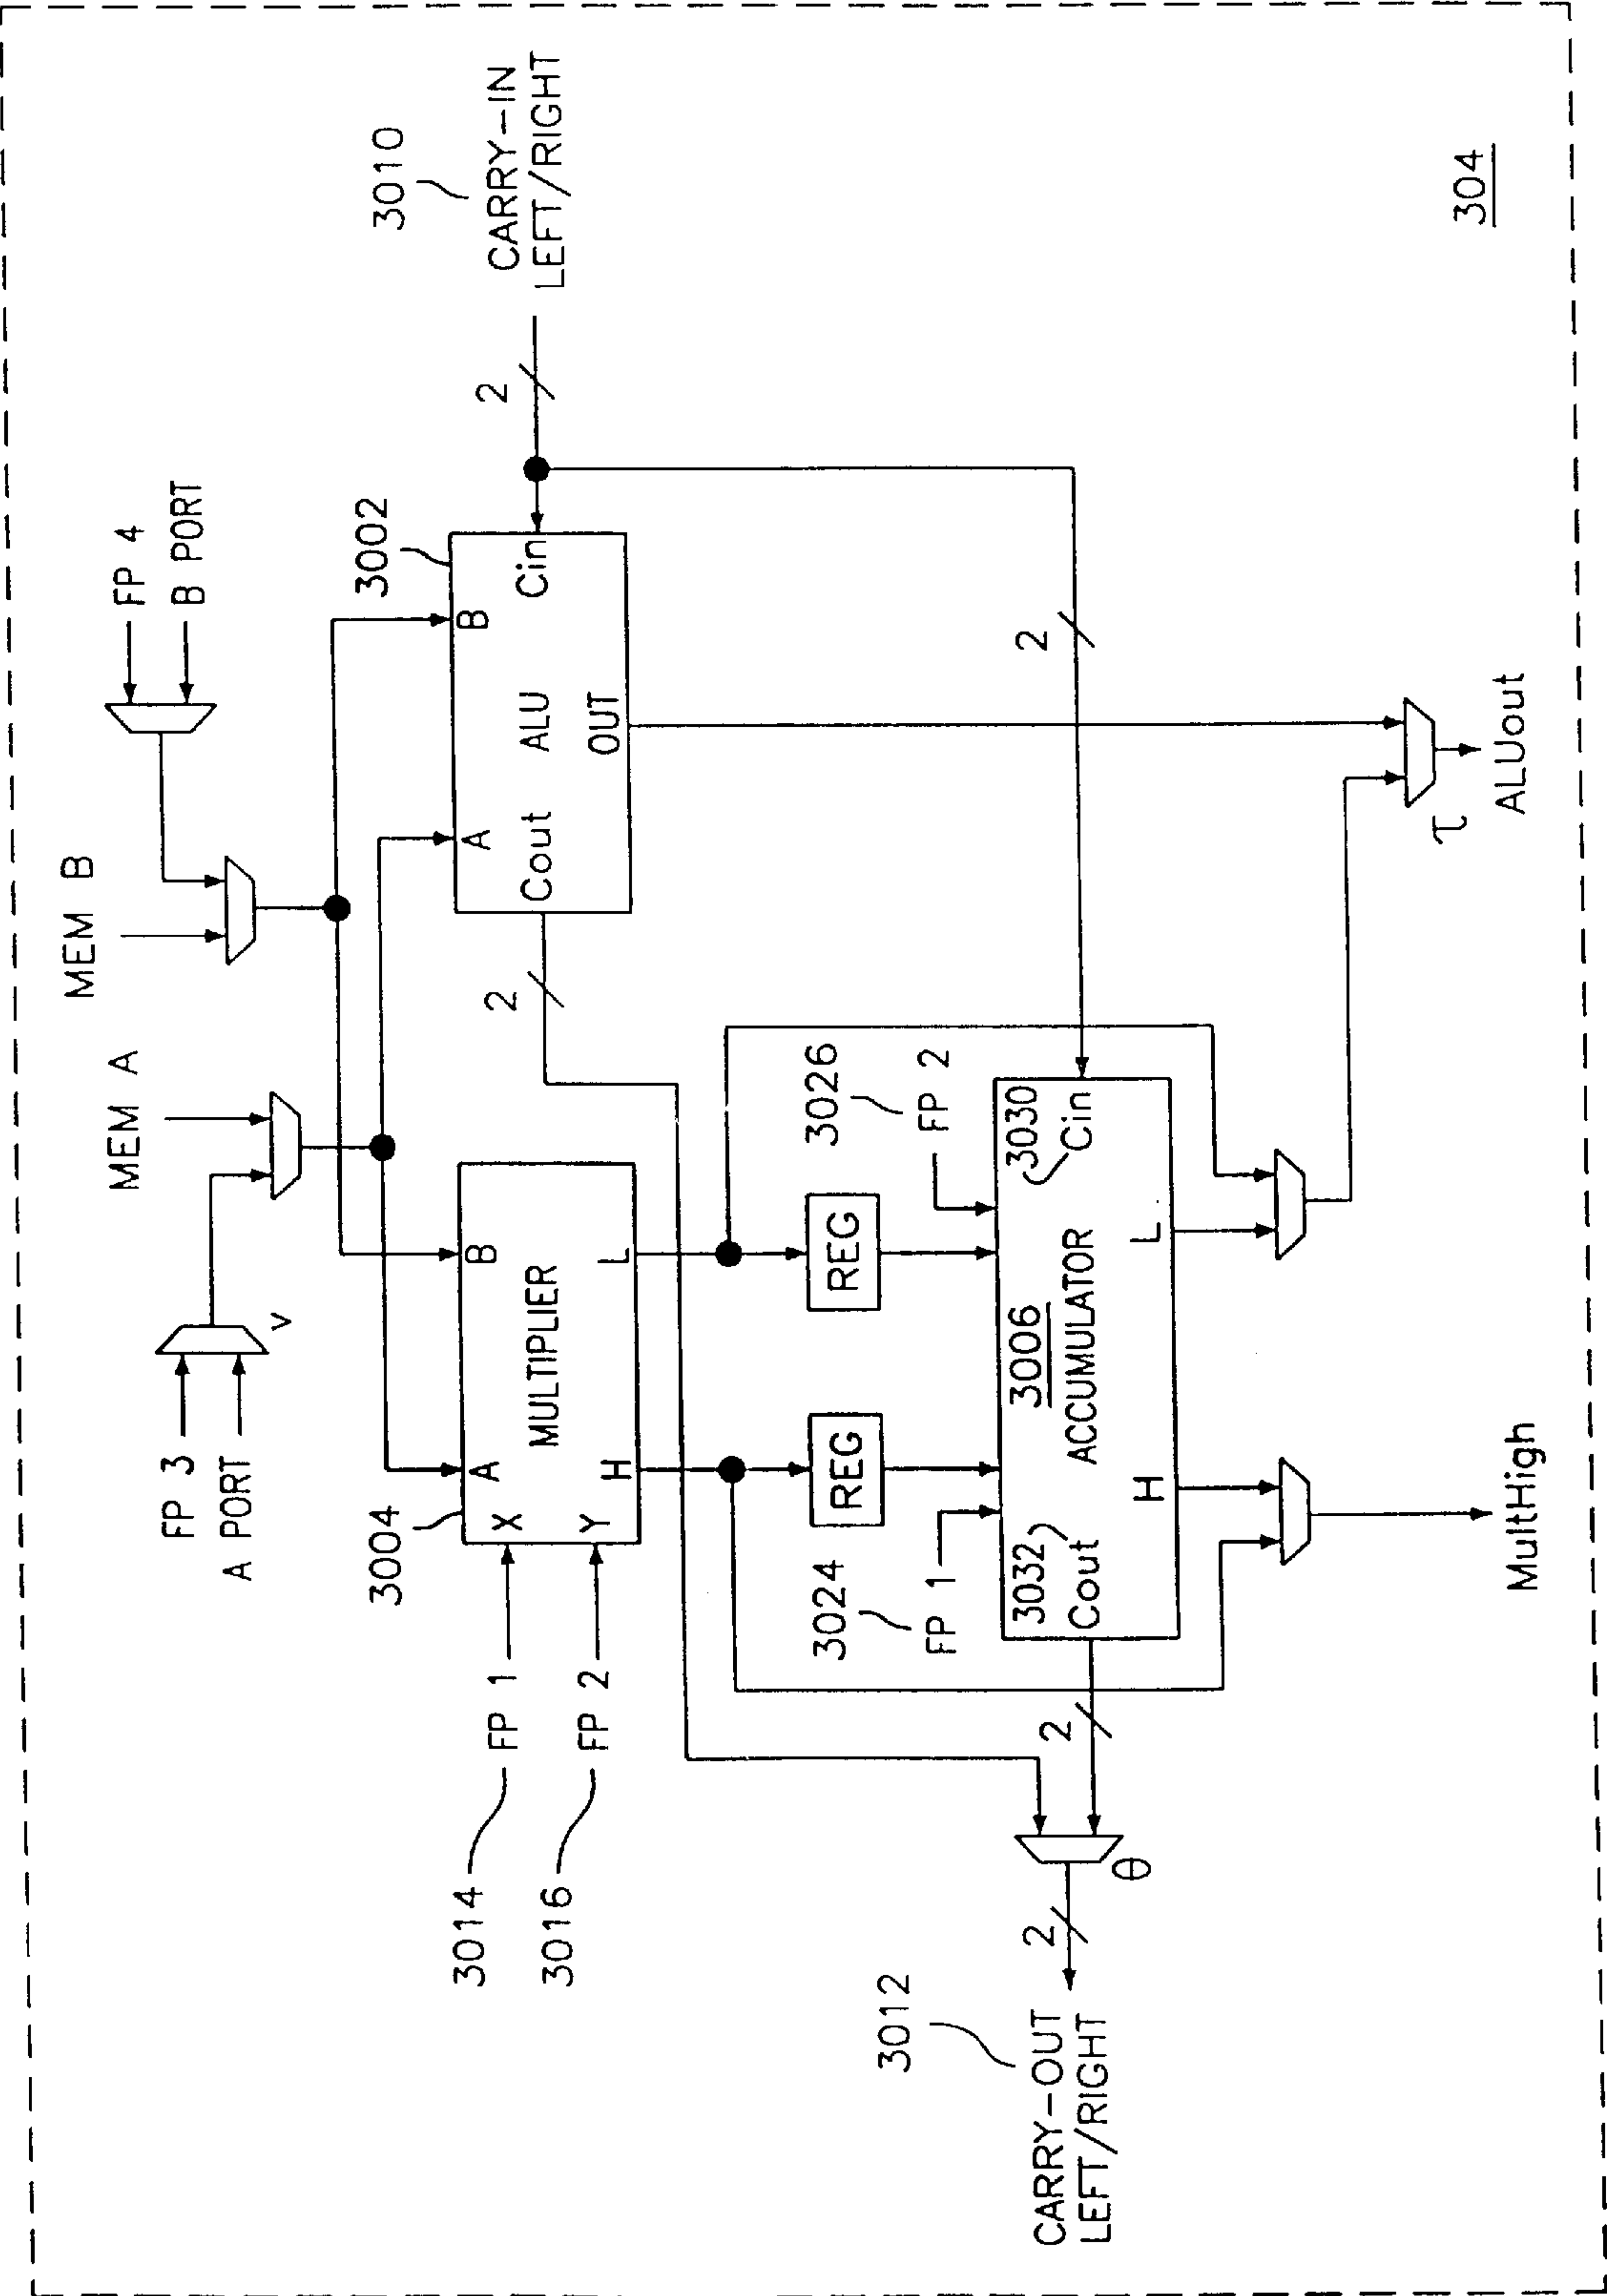 MEM A
MEM B
FP 3
A PORT
v
FP 4
B PORT
3004
A
B
X
MULTIPLIER
Y
H
L
3014
FP 1
3016
FP 2
3002
A
B
Cout
Cin
ALU
OUT
2
3010
CARRY-IN
LEFT/RIGHT
2
REG
REG
3024
FP 1
3026
FP 2
3032
3006
3030
Cout
ACCUMULATOR
Cin
H
L
2
2
3012
CARRY-OUT
LEFT/RIGHT
2
θ
τ
MultHigh
ALUout
304